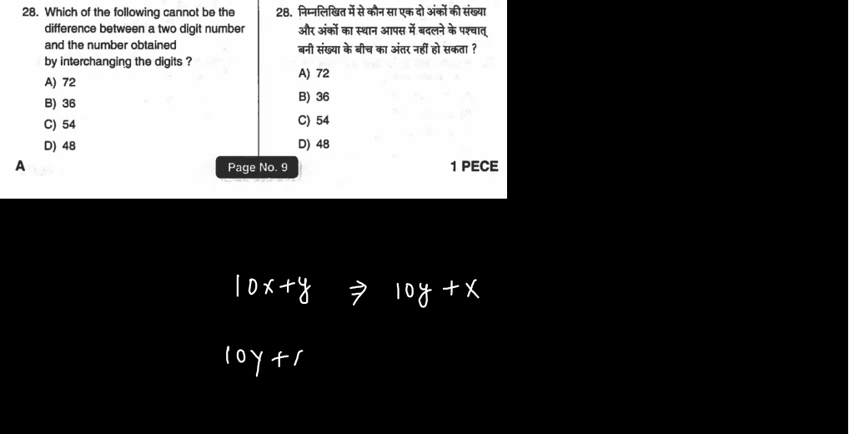 28. Which of the following cannot be the
difference between a two digit number
and the number obtained
by interchanging the digits ?
A) 72
B) 36
C) 54
D) 48
28. निम्नलिखित में से कौन सा एक दो अंकों की संख्या
और अंकों का स्थान आपस में बदलने के पश्चात्
बनी संख्या के बीच का अंतर नहीं हो सकता ?
A) 72
B) 36
C) 54
D) 48
A
Page No. 9
1 PECE
10x+y ⇒ 10y+x
10y+